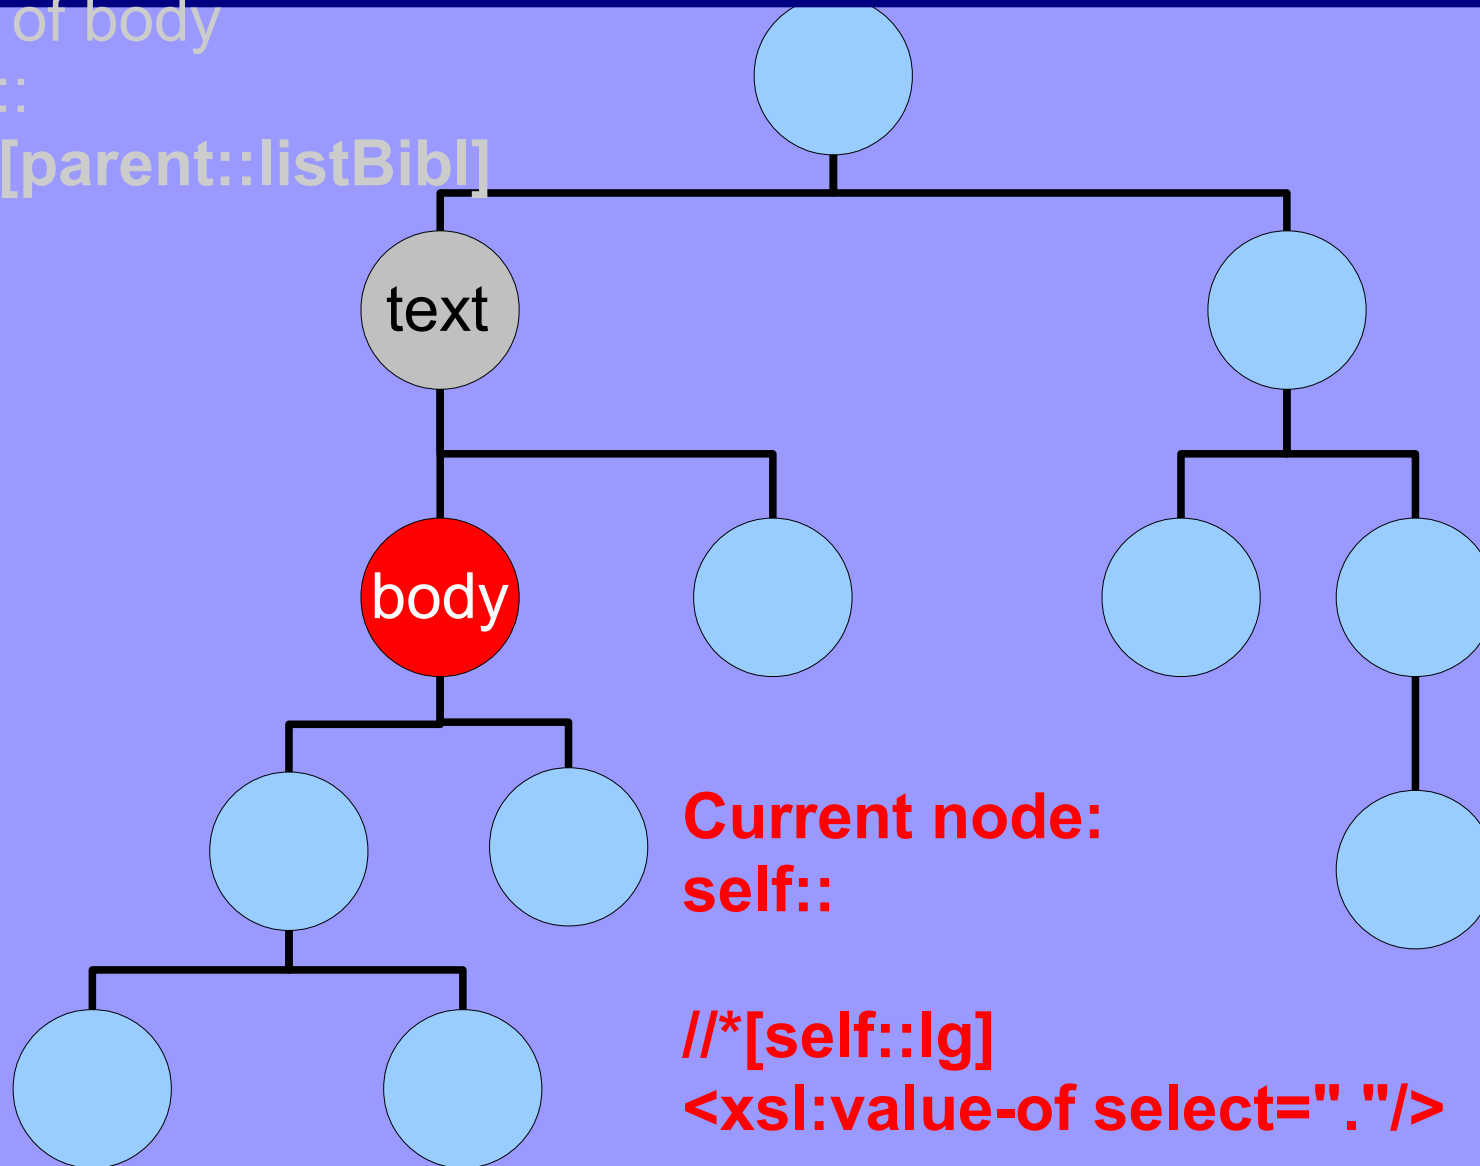 of body
::
[parent::listBibl]
text
body
Current node:
self::
//*[self::lg]
<xsl:value-of select="."/>